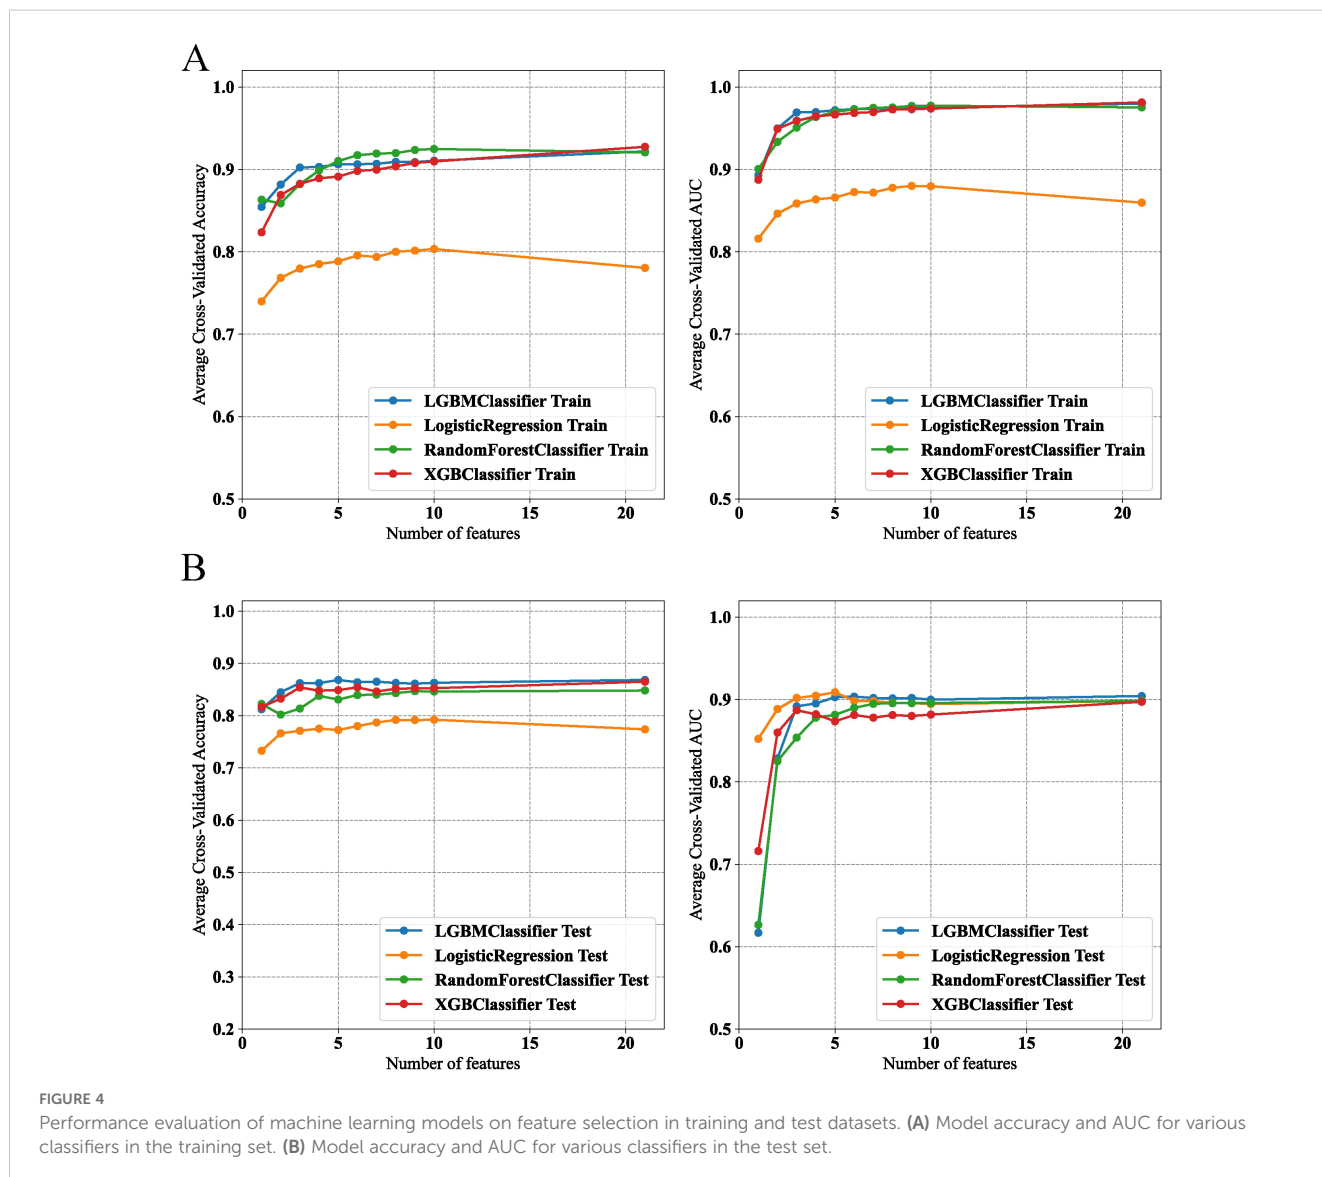 A
1.0
0.9
0.8
0.7
0.6
0.5
Average Cross-Validated Accuracy
LGBMClassifier Train
LogisticRegression Train
RandomForestClassifier Train
XGBClassifier Train
0 5 10 15 20
Number of features
1.0
0.9
0.8
0.7
0.6
0.5
Average Cross-Validated AUC
LGBMClassifier Train
LogisticRegression Train
RandomForestClassifier Train
XGBClassifier Train
0 5 10 15 20
Number of features
B
1.0
0.9
0.8
0.7
0.6
0.5
0.4
0.3
0.2
Average Cross-Validated Accuracy
LGBMClassifier Test
LogisticRegression Test
RandomForestClassifier Test
XGBClassifier Test
0 5 10 15 20
Number of features
1.0
0.9
0.8
0.7
0.6
0.5
Average Cross-Validated AUC
LGBMClassifier Test
LogisticRegression Test
RandomForestClassifier Test
XGBClassifier Test
0 5 10 15 20
Number of features
FIGURE 4
Performance evaluation of machine learning models on feature selection in training and test datasets. (A) Model accuracy and AUC for various
classifiers in the training set. (B) Model accuracy and AUC for various classifiers in the test set.